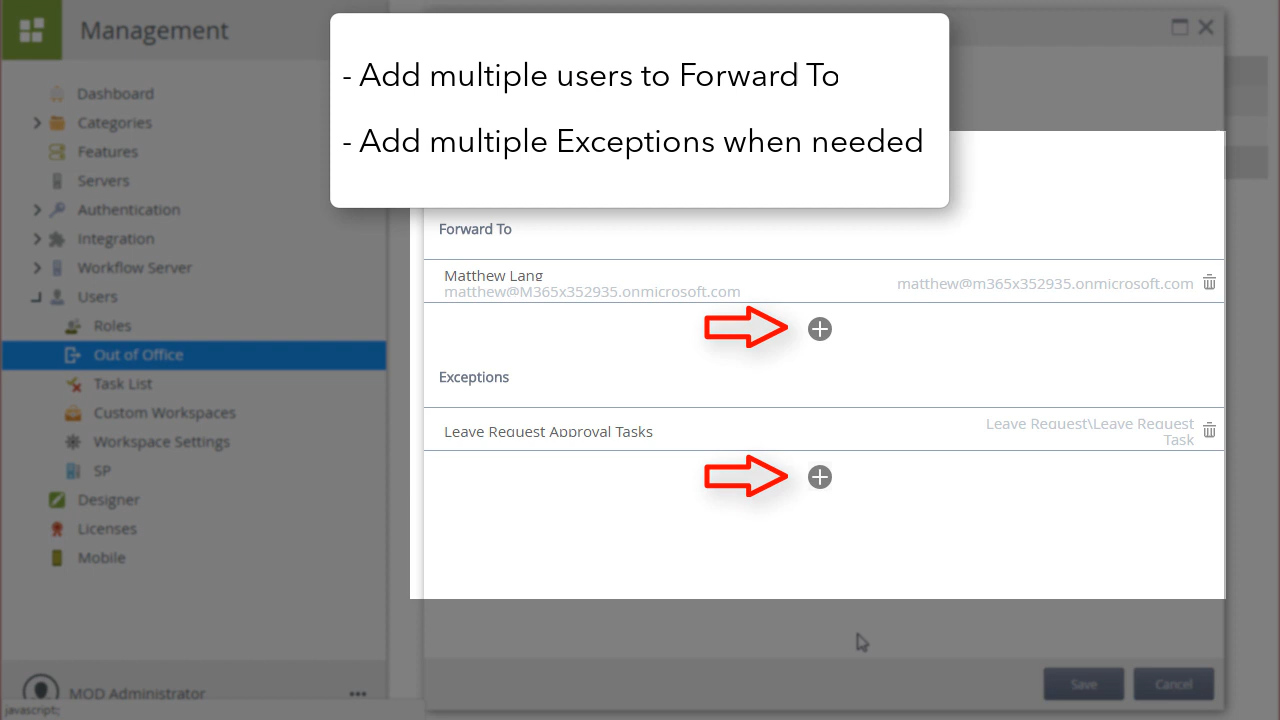 Management
- Add multiple users to Forward To
- Add multiple Exceptions when needed
Dashboard
Categories
Features
Servers
Authentication
Integration
Workflow Server
Users
Roles
Out of Office
Task List
Custom Workspaces
Workspace Settings
SP
Designer
Licenses
Mobile
MOD Administrator
javascript:;
Forward To
Matthew Lang
matthew@M365x352935.onmicrosoft.com
matthew@m365x352935.onmicrosoft.com
Exceptions
Leave Request Approval Tasks
Leave Request\Leave Request
Task
Save
Cancel